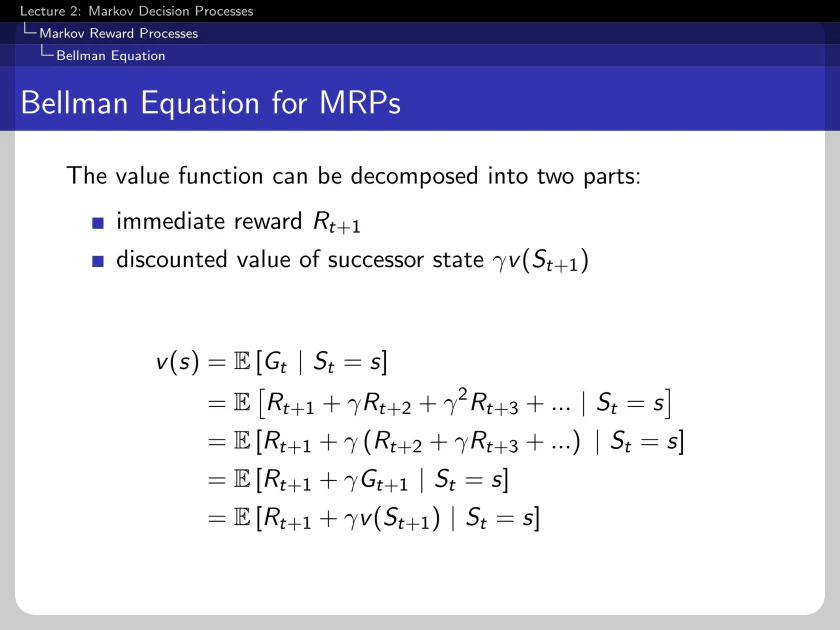 Lecture 2: Markov Decision Processes
Markov Reward Processes
Bellman Equation
Bellman Equation for MRPs
The value function can be decomposed into two parts:
immediate reward R_{t+1}
discounted value of successor state γv(S_{t+1})
v(s) = 𝔼 [G_t | S_t = s]
= 𝔼 [R_{t+1} + γR_{t+2} + γ²R_{t+3} + ... | S_t = s]
= 𝔼 [R_{t+1} + γ (R_{t+2} + γR_{t+3} + ...) | S_t = s]
= 𝔼 [R_{t+1} + γG_{t+1} | S_t = s]
= 𝔼 [R_{t+1} + γv(S_{t+1}) | S_t = s]